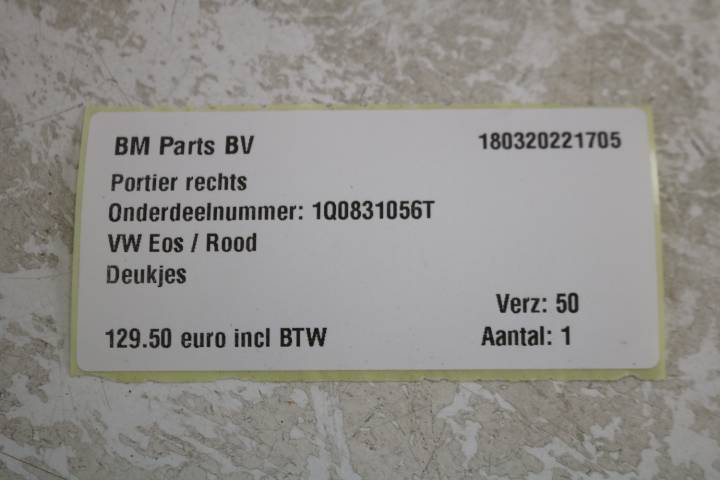 BM Parts BV 180320221705
Portier rechts
Onderdeelnummer: 1Q0831056T
VW Eos / Rood
Deukjes
Verz: 50
129.50 euro incl BTW Aantal: 1